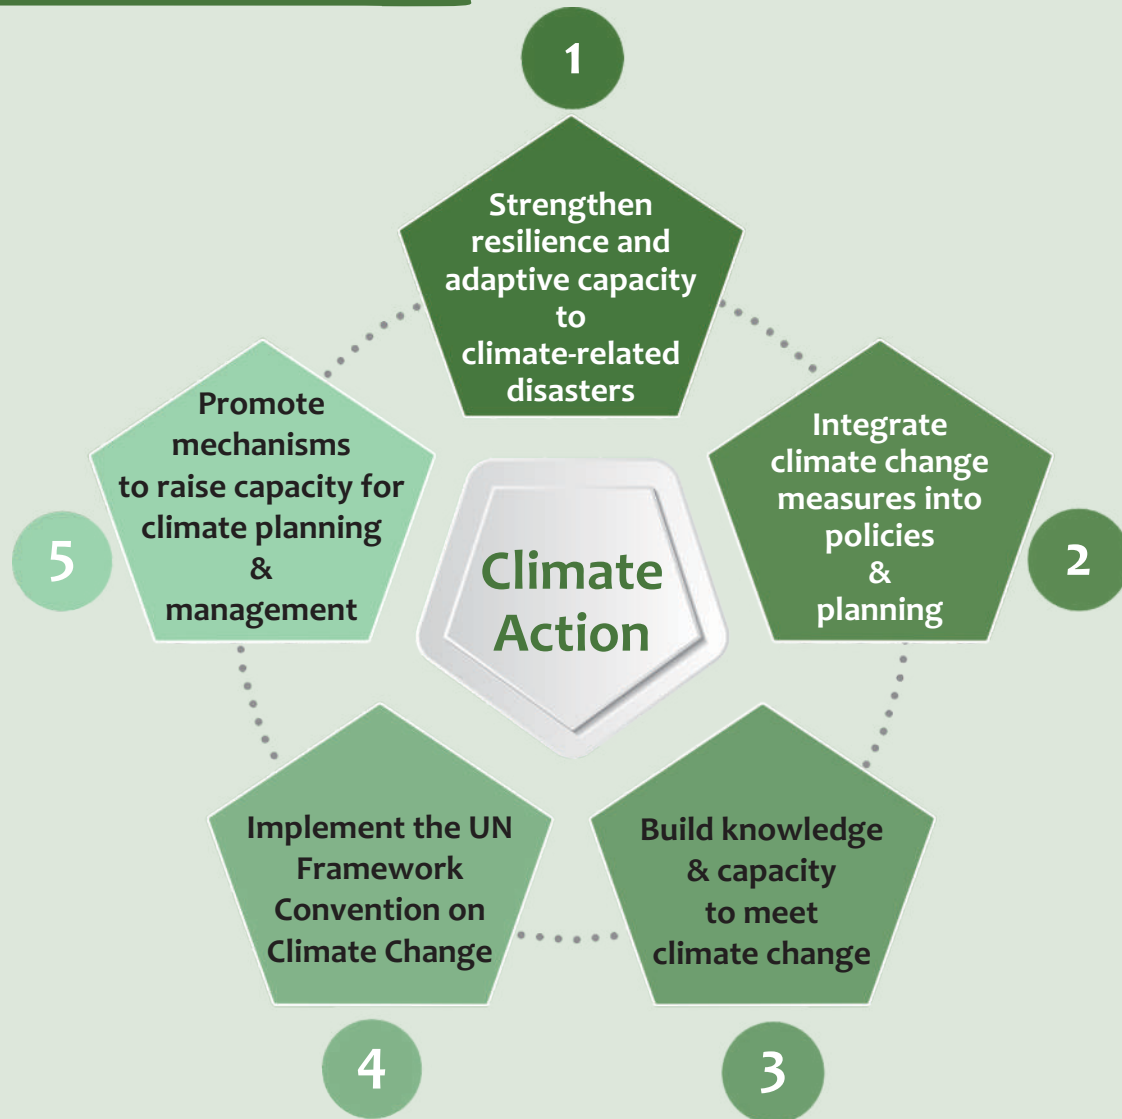 1
Strengthen
resilience and
adaptive capacity
to
climate-related
disasters
Integrate
climate change
measures into
policies
&
planning
2
Build knowledge
& capacity
to meet
climate change
3
Implement the UN
Framework
Convention on
Climate Change
4
Promote
mechanisms
to raise capacity for
climate planning
&
management
5
Climate
Action